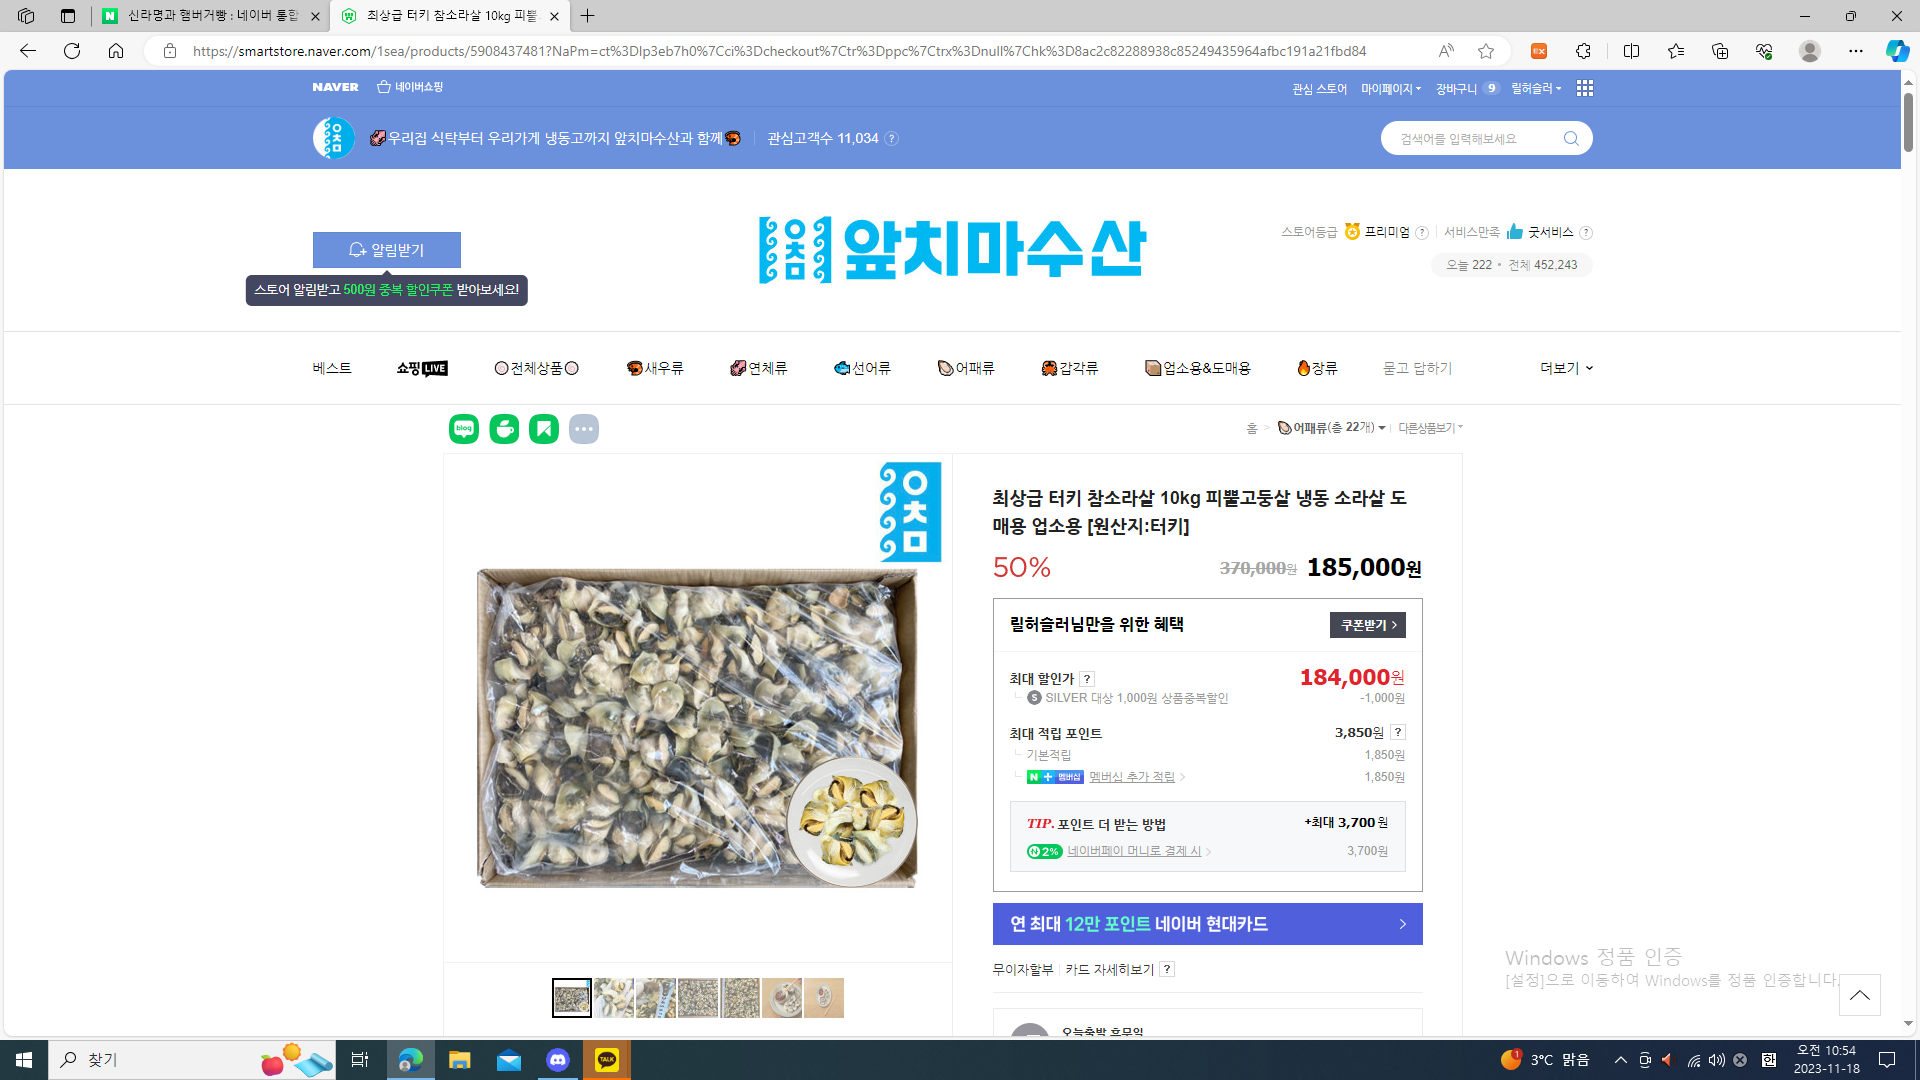 신라명과 햄버거빵 : 네이버 통합
최상급 터키 참소라살 10kg 피뿔
https://smartstore.naver.com/1sea/products/5908437481?NaPm=ct%3Dlp3eb7h0%7Cci%3Dcheckout%7Ctr%3Dppc%7Ctrx%3Dnull%7Chk%3D8ac2c82288938c85249435964afbc191a21fbd84
NAVER 네이버쇼핑
관심 스토어 마이페이지 장바구니 9 릴허슬러
우리집 식탁부터 우리가게 냉동고까지 앞치마수산과 함께 관심고객수 11,034 ?
검색어를 입력해보세요
알림받기
스토어 알림받고 500원 중복 할인쿠폰 받아보세요!
앞치마 앞치마수산
스토어등급 프리미엄 ? 서비스만족 굿서비스 ?
오늘 222 • 전체 452,243
베스트 쇼핑LIVE 전체상품 새우류 연체류 선어류 어패류 갑각류 업소용&도매용 장류 묻고 답하기 더보기
blog
홈 > 어패류(총 22개) 다른상품보기
최상급 터키 참소라살 10kg 피뿔고둥살 냉동 소라살 도
매용 업소용 [원산지:터키]
50% 370,000원 185,000원
릴허슬러님만을 위한 혜택 쿠폰받기 >
최대 할인가 ? 184,000원
S SILVER 대상 1,000원 상품중복할인 -1,000원
최대 적립 포인트 3,850원 ?
기본적립 1,850원
N+ 멤버십 멤버십 추가 적립 > 1,850원
TIP. 포인트 더 받는 방법 +최대 3,700원
N 2% 네이버페이 머니로 결제 시 > 3,700원
연 최대 12만 포인트 네이버 현대카드
무이자할부 카드 자세히보기 ?
오늘출발 휴무일
Windows 정품 인증
[설정]으로 이동하여 Windows를 정품 인증합니다.
찾기
TALK
1
3°C 맑음
한
오전 10:54
2023-11-18